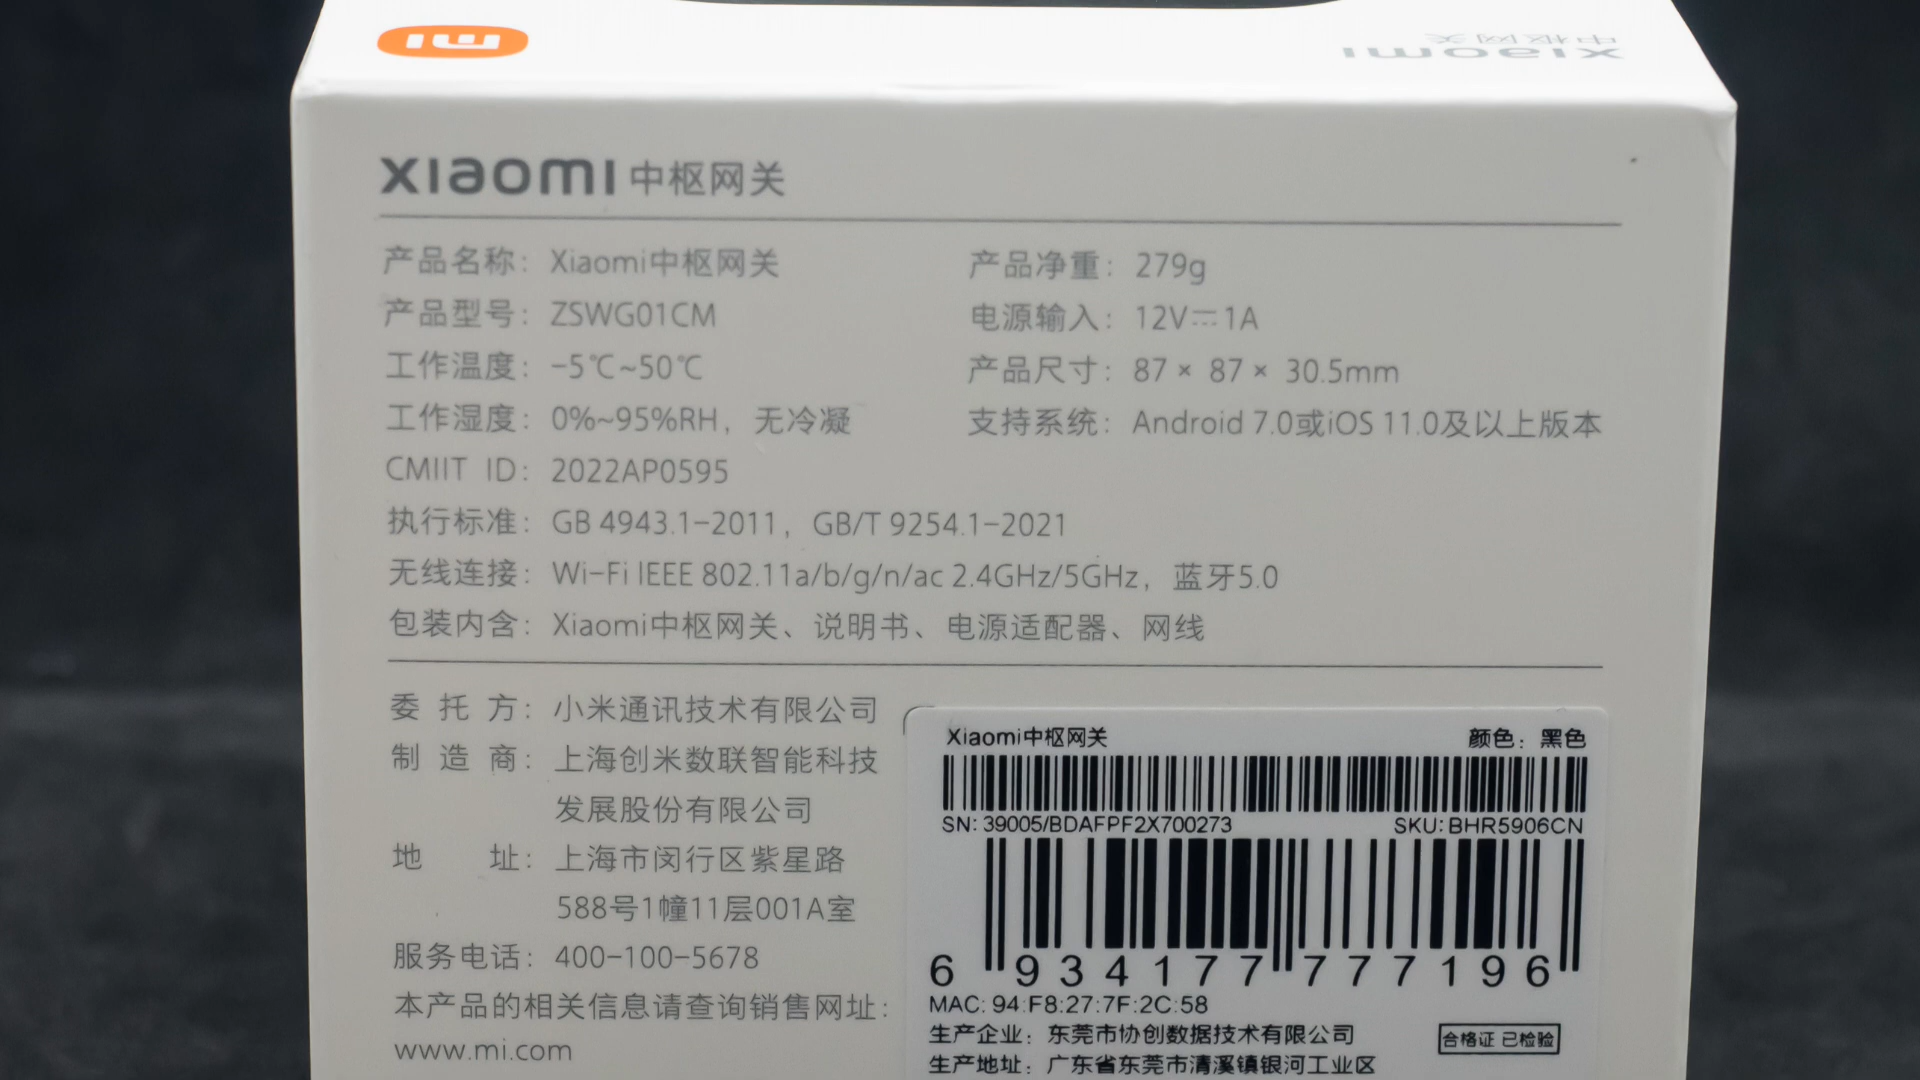 xiaomi 中枢网关
xiaomi中枢网关
产品名称：Xiaomi中枢网关
产品净重：279g
产品型号：ZSWG01CM
电源输入：12V⎓1A
工作温度：-5℃~50℃
产品尺寸：87 × 87 × 30.5mm
工作湿度：0%~95%RH，无冷凝
支持系统：Android 7.0或iOS 11.0及以上版本
CMIIT ID：2022AP0595
执行标准：GB 4943.1-2011，GB/T 9254.1-2021
无线连接：Wi-Fi IEEE 802.11a/b/g/n/ac 2.4GHz/5GHz，蓝牙5.0
包装内含：Xiaomi中枢网关、说明书、电源适配器、网线
委托方：小米通讯技术有限公司
制造商：上海创米数联智能科技
发展股份有限公司
地址：上海市闵行区紫星路
588号1幢11层001A室
服务电话：400-100-5678
本产品的相关信息请查询销售网址：
www.mi.com
Xiaomi中枢网关 颜色：黑色
SN: 39005/BDAFPF2X700273 SKU: BHR5906CN
6 934177 777196
MAC: 94:F8:27:7F:2C:58
生产企业：东莞市协创数据技术有限公司
合格证 已检验
生产地址：广东省东莞市清溪镇银河工业区